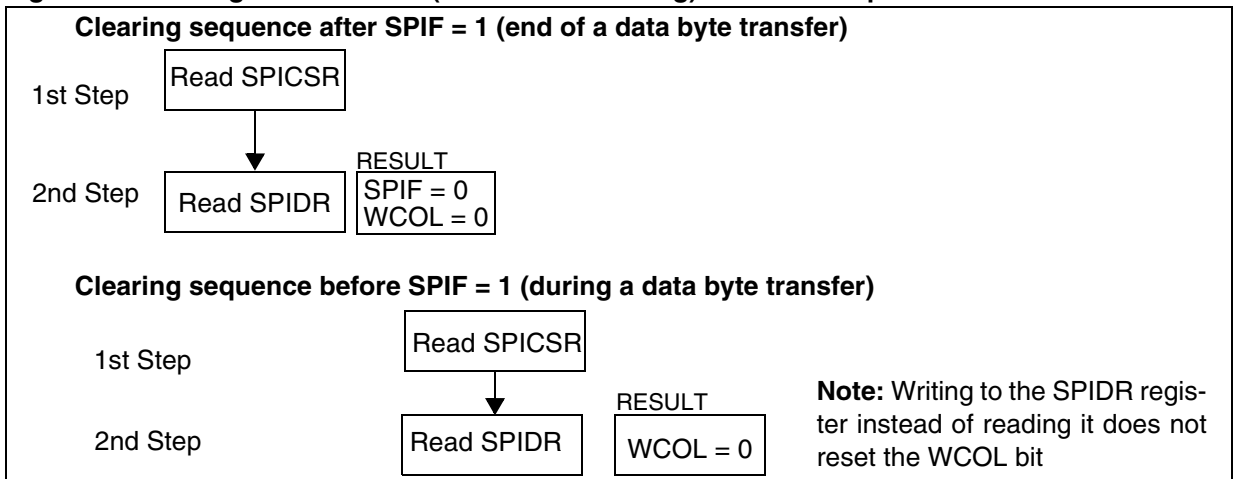 Clearing sequence after SPIF = 1 (end of a data byte transfer)
1st Step
Read SPICSR
2nd Step
Read SPIDR
RESULT
SPIF = 0
WCOL = 0
Clearing sequence before SPIF = 1 (during a data byte transfer)
1st Step
Read SPICSR
2nd Step
Read SPIDR
RESULT
WCOL = 0
Note: Writing to the SPIDR regis-
ter instead of reading it does not
reset the WCOL bit